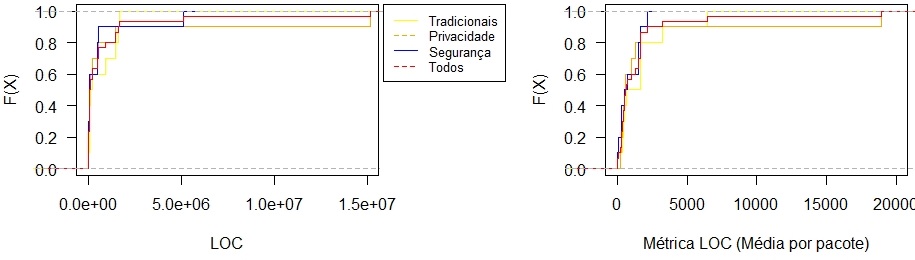 F(X)
1.0
0.8
0.6
0.4
0.2
0.0
0.0e+00
5.0e+06
1.0e+07
1.5e+07
LOC
Tradicionais
Privacidade
Segurança
Todos
F(X)
1.0
0.8
0.6
0.4
0.2
0.0
0
5000
10000
15000
20000
Métrica LOC (Média por pacote)